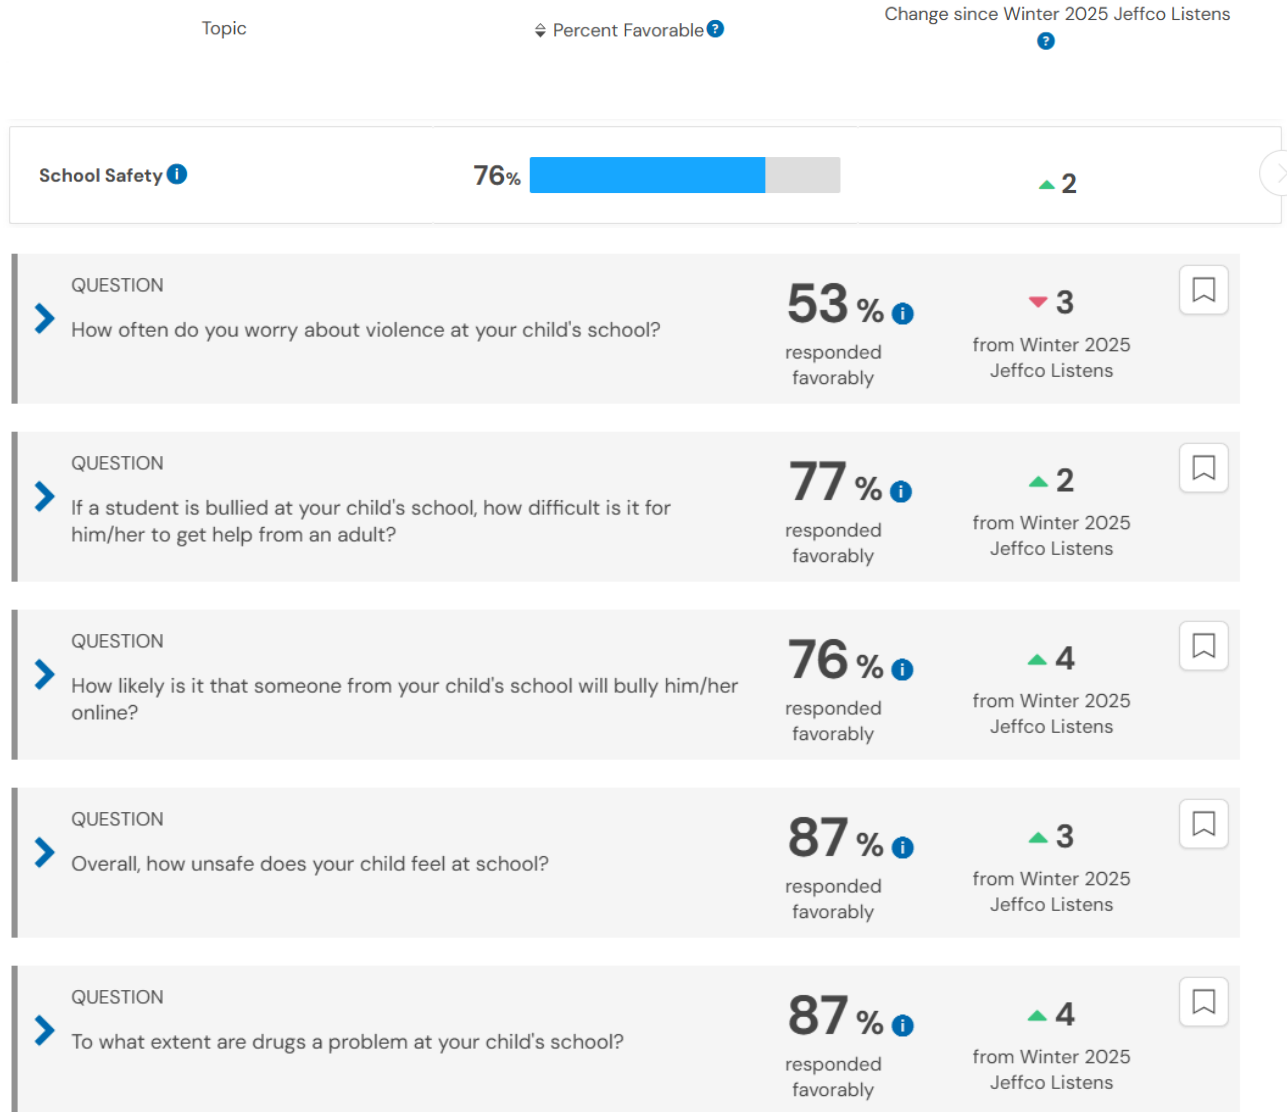 Topic
Percent Favorable ?
Change since Winter 2025 Jeffco Listens
?
School Safety i
76%
2
QUESTION
How often do you worry about violence at your child's school?
53 % i
responded
favorably
3
from Winter 2025
Jeffco Listens
QUESTION
If a student is bullied at your child's school, how difficult is it for
him/her to get help from an adult?
77 % i
responded
favorably
2
from Winter 2025
Jeffco Listens
QUESTION
How likely is it that someone from your child's school will bully him/her
online?
76 % i
responded
favorably
4
from Winter 2025
Jeffco Listens
QUESTION
Overall, how unsafe does your child feel at school?
87 % i
responded
favorably
3
from Winter 2025
Jeffco Listens
QUESTION
To what extent are drugs a problem at your child's school?
87 % i
responded
favorably
4
from Winter 2025
Jeffco Listens